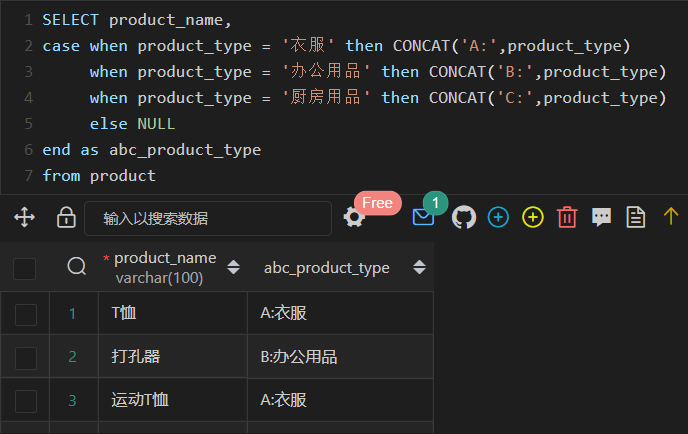 1 SELECT product_name,
2 case when product_type = '衣服' then CONCAT('A:',product_type)
3 when product_type = '办公用品' then CONCAT('B:',product_type)
4 when product_type = '厨房用品' then CONCAT('C:',product_type)
5 else NULL
6 end as abc_product_type
7 from product
输入以搜索数据 Free 1
* product_name abc_product_type
varchar(100)
1 T恤 A:衣服
2 打孔器 B:办公用品
3 运动T恤 A:衣服